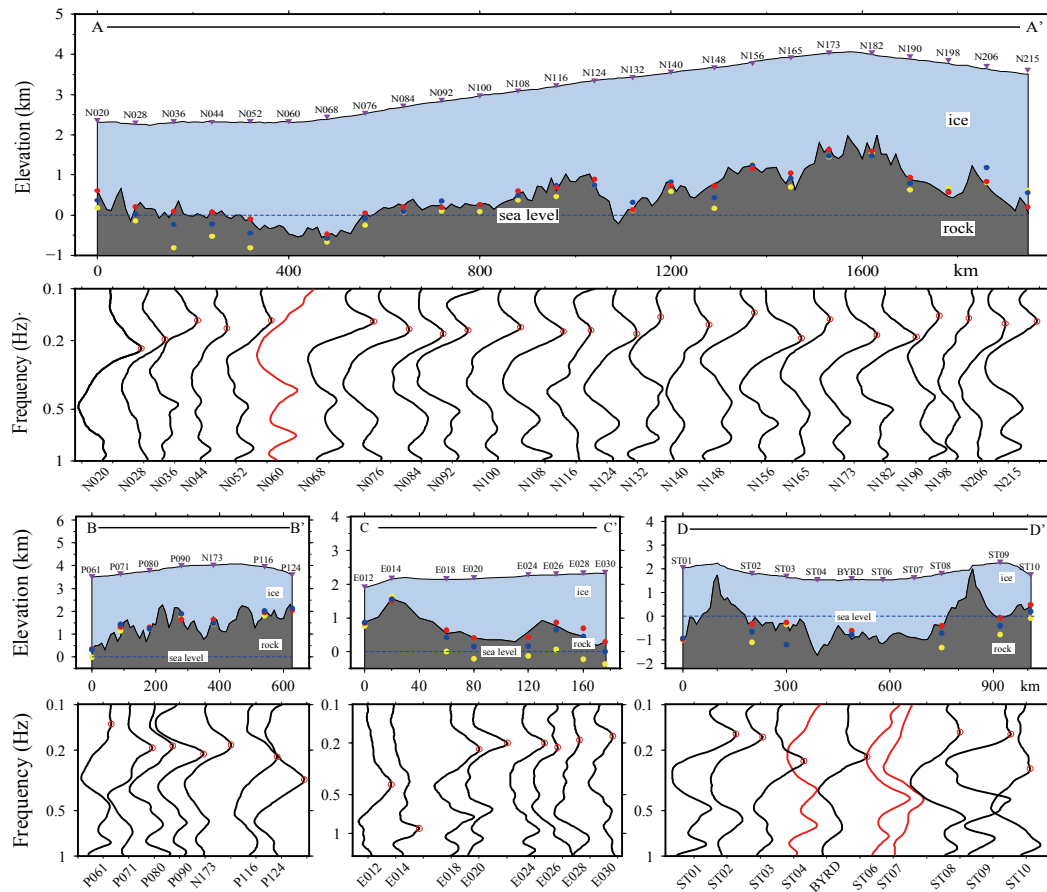 5
A A'
N173 N182
N165 N190 N198
4
N156 N206 N215
N148
N140
N132
N124
N116
N108
3
N100
N092
N084
N076
N068
N020 N028 N036 N044 N052 N060
2
ice
1
0
sea level
rock
−1
Elevation (km)
0 400 800 1200 1600 km
0.1
0.2
0.5
1
Frequency (Hz)
N020 N028 N036 N044 N052 N060 N068 N076 N084 N092 N100 N108 N116 N124 N132 N140 N148 N156 N165 N173 N182 N190 N198 N206 N215
Elevation (km)
6
5
4
3
2
1
0
B B'
P061 P071 P080 P090 N173 P116 P124
ice
rock
sea level
0 200 400 600
4
3
2
1
0
C C'
E012 E014 E018 E020 E024 E026 E028 E030
ice
rock
sea level
0 40 80 120 160
4
2
1
0
−1
−2
D D'
ST01 ST02 ST03 ST04 BYRD ST06 ST07 ST08 ST09 ST10
ice
sea level
rock
0 300 600 900 km
Frequency (Hz)
0.1
0.2
0.5
1
P061 P071 P080 P090 N173 P116 P124
0.1
0.2
0.5
1
E012 E014 E018 E020 E024 E026 E028 E030
0.1
0.2
0.5
1
ST01 ST02 ST03 ST04 BYRD ST06 ST07 ST08 ST09 ST10